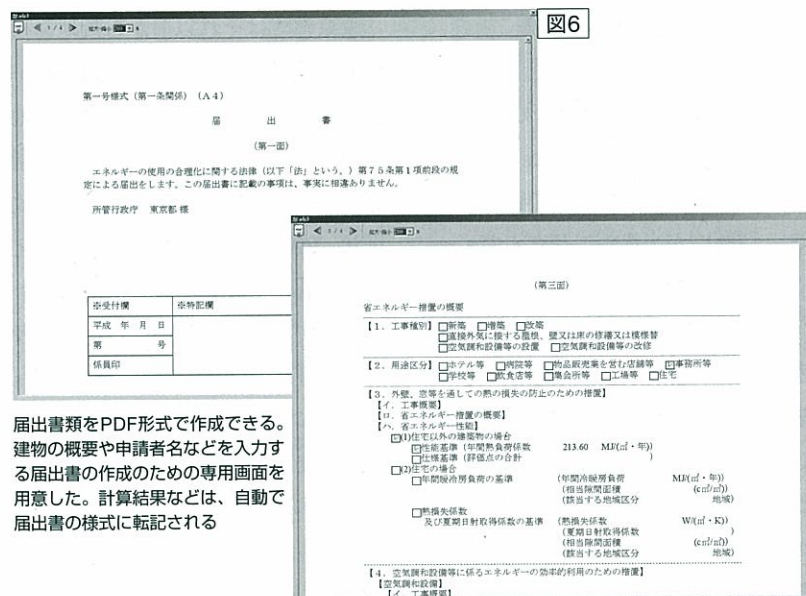 図6
1 / 4
拡大・縮小
第一号様式（第一条関係）（A4）
届　出　書
（第一面）
エネルギーの使用の合理化に関する法律（以下「法」という。）第75条第1項前段の規
定による届出をします。この届出書に記載の事項は、事実に相違ありません。
所管行政庁　東京都 様
※受付欄　※特記欄
平成　年　月　日
第　号
係員印
届出書類をPDF形式で作成できる。
建物の概要や申請者名などを入力す
る届出書の作成のための専用画面を
用意した。計算結果などは、自動で
届出書の様式に転記される
拡大・縮小
（第三面）
省エネルギー措置の概要
【1．工事種別】□新築　□増築　□改築
□直接外気に接する屋根、壁又は床の修繕又は模様替
□空気調和設備等の設置　□空気調和設備等の改修
【2．用途区分】□ホテル等　□病院等　□物品販売業を営む店舗等　☑事務所等
□学校等　□飲食店等　□集会所等　□工場等　□住宅
【3．外壁、窓等を通しての熱の損失の防止のための措置】
【イ．工事概要】
【ロ．省エネルギー措置の概要】
【ハ．省エネルギー性能】
☑(1)住宅以外の建築物の場合
☑性能基準（年間熱負荷係数　213.60　MJ/(㎡・年)）
□仕様基準（評価点の合計　）
□(2)住宅の場合
□年間暖冷房負荷の基準　（年間冷暖房負荷　MJ/(㎡・年)）
（相当隙間面積　(c㎡/㎡)）
（該当する地域区分　地域）
□熱損失係数
及び夏期日射取得係数の基準　（熱損失係数　W/(㎡・K)）
（夏期日射取得係数　）
（相当隙間面積　(c㎡/㎡)）
（該当する地域区分　地域）
【4．空気調和設備等に係るエネルギーの効率的利用のための措置】
【空気調和設備】
【イ．工事概要】